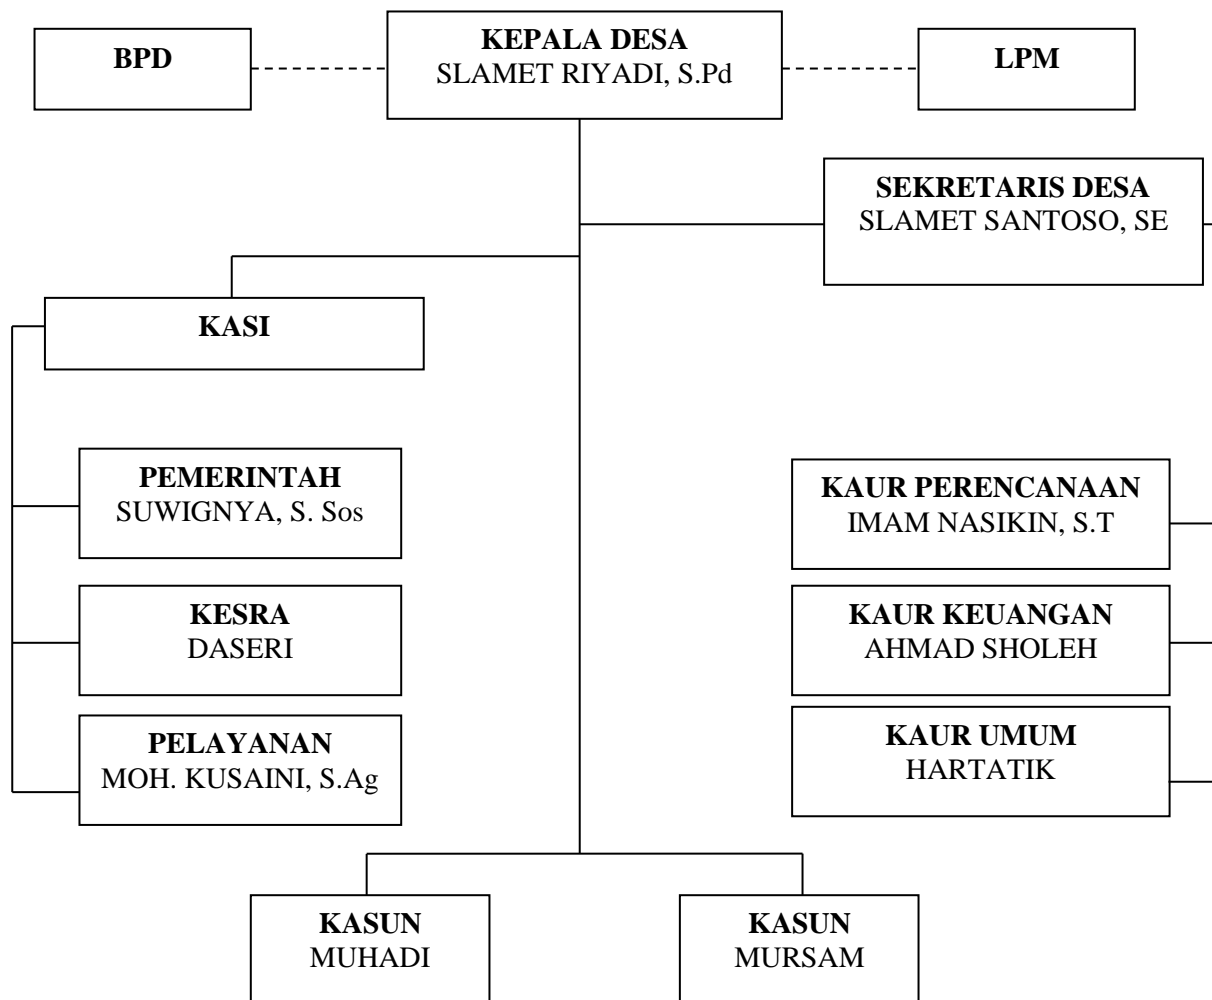 BPD
KEPALA DESA
SLAMET RIYADI, S.Pd
LPM
SEKRETARIS DESA
SLAMET SANTOSO, SE
KASI
PEMERINTAH
SUWIGNYA, S. Sos
KESRA
DASERI
PELAYANAN
MOH. KUSAINI, S.Ag
KAUR PERENCANAAN
IMAM NASIKIN, S.T
KAUR KEUANGAN
AHMAD SHOLEH
KAUR UMUM
HARTATIK
KASUN
MUHADI
KASUN
MURSAM